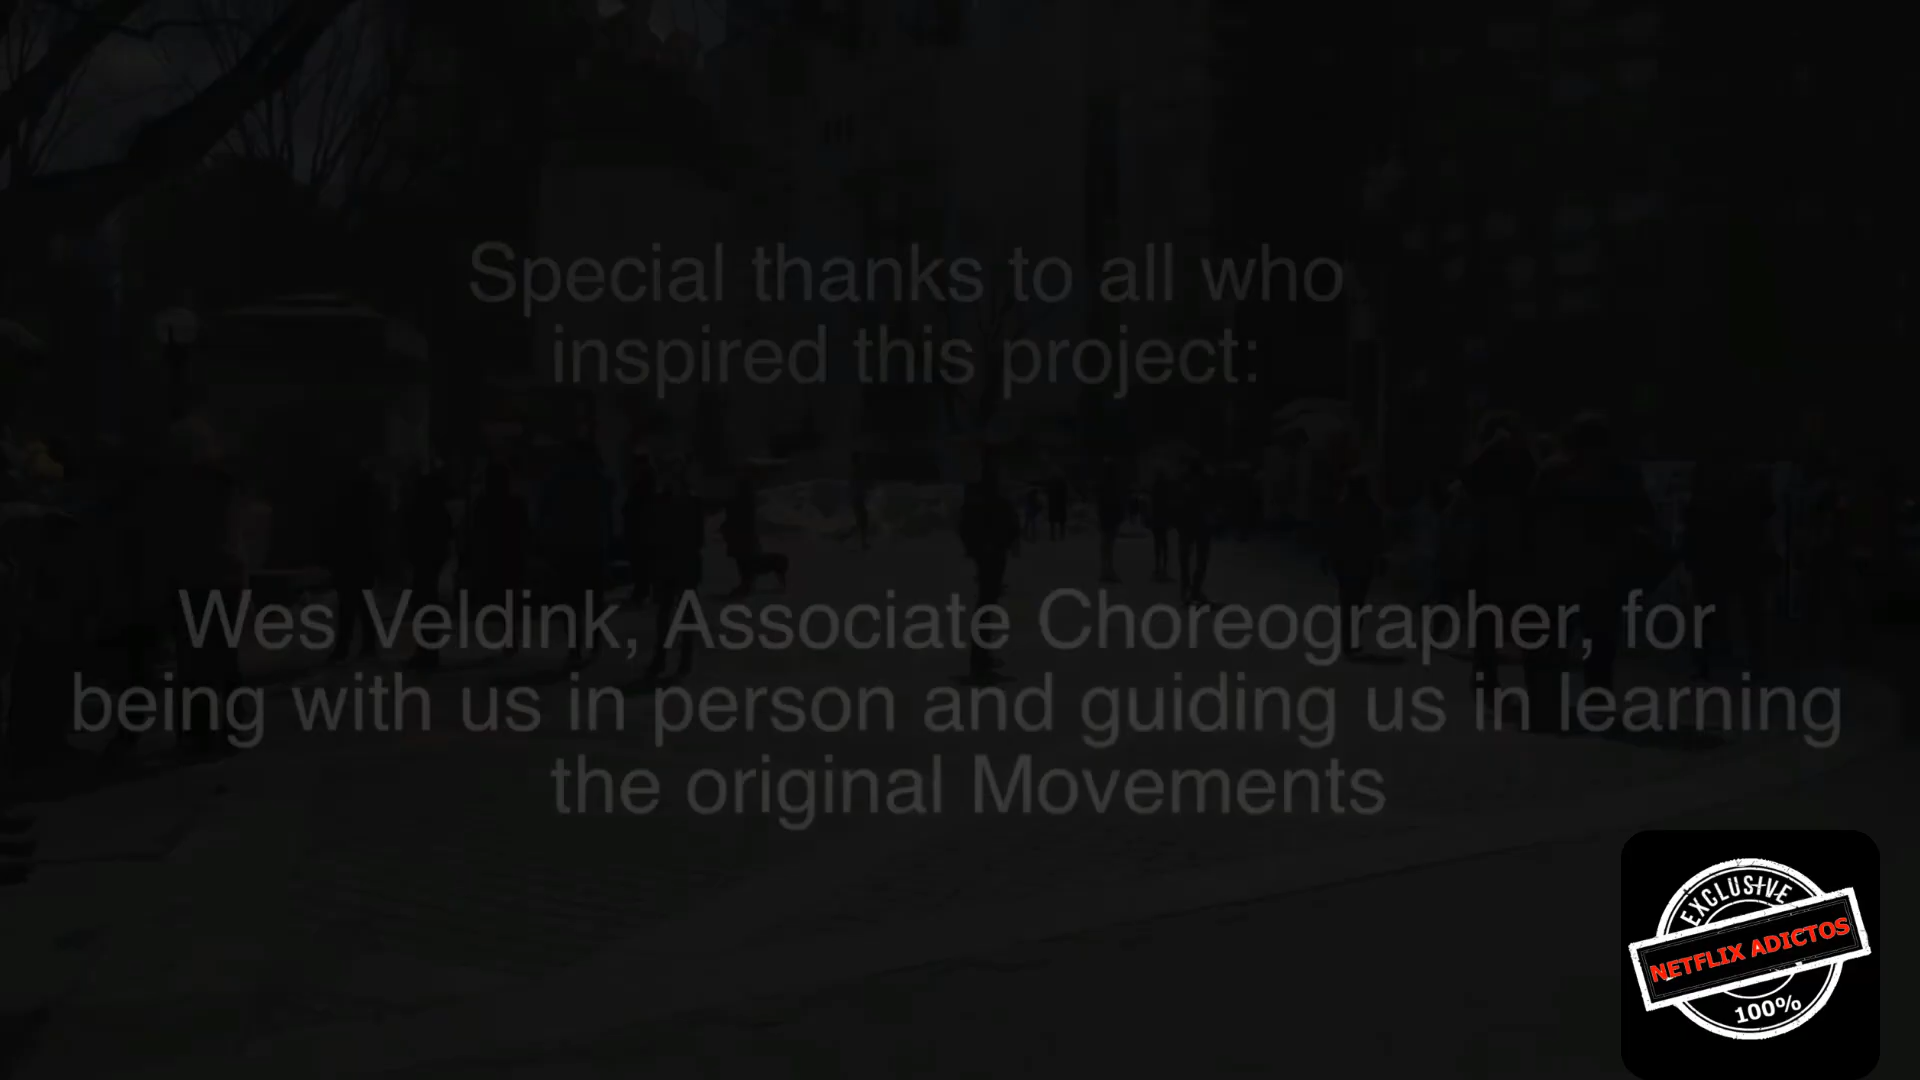 Special thanks to all who
inspired this project:
Wes Veldink, Associate Choreographer, for
being with us in person and guiding us in learning
the original Movements
EXCLUSIVE
NETFLIX ADICTOS
100%